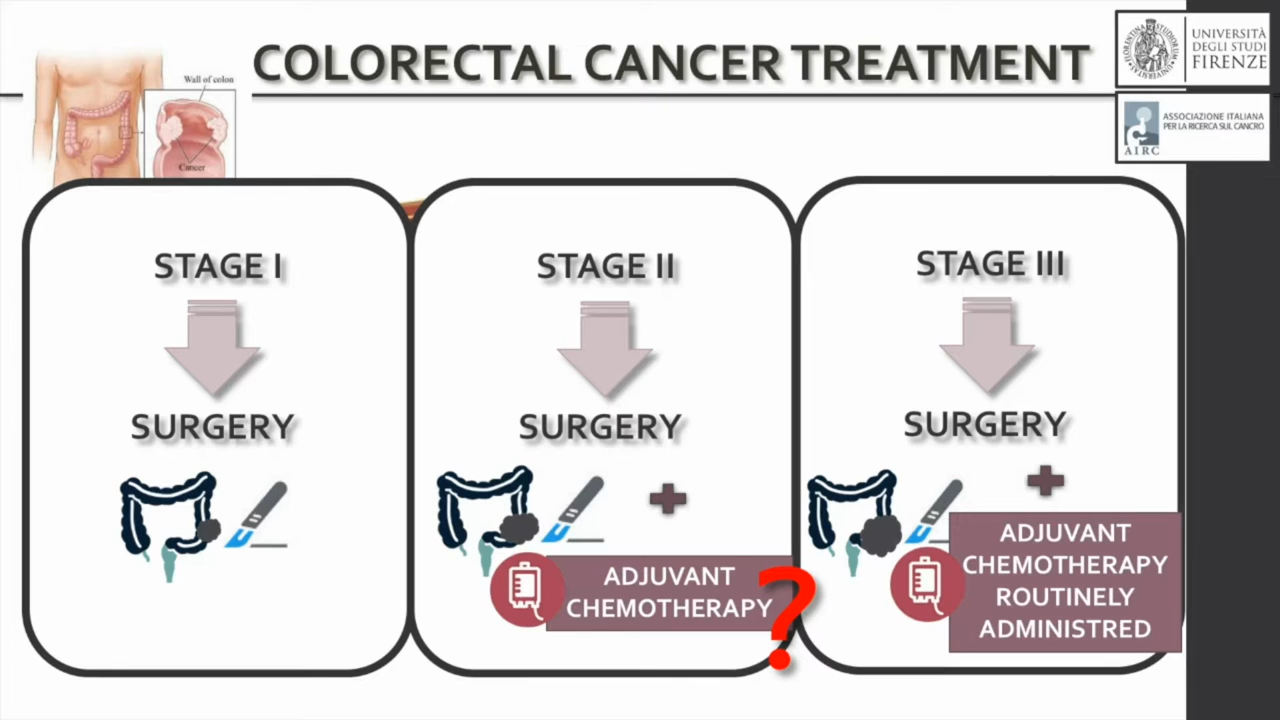 COLORECTAL CANCER TREATMENT
UNIVERSITÀ
DEGLI STUDI
FIRENZE
ASSOCIAZIONE ITALIANA
PER LA RICERCA SUL CANCRO
AIRC
Wall of colon
Cancer
STAGE I
SURGERY
STAGE II
SURGERY
ADJUVANT
CHEMOTHERAPY
?
STAGE III
SURGERY
ADJUVANT
CHEMOTHERAPY
ROUTINELY
ADMINISTRED